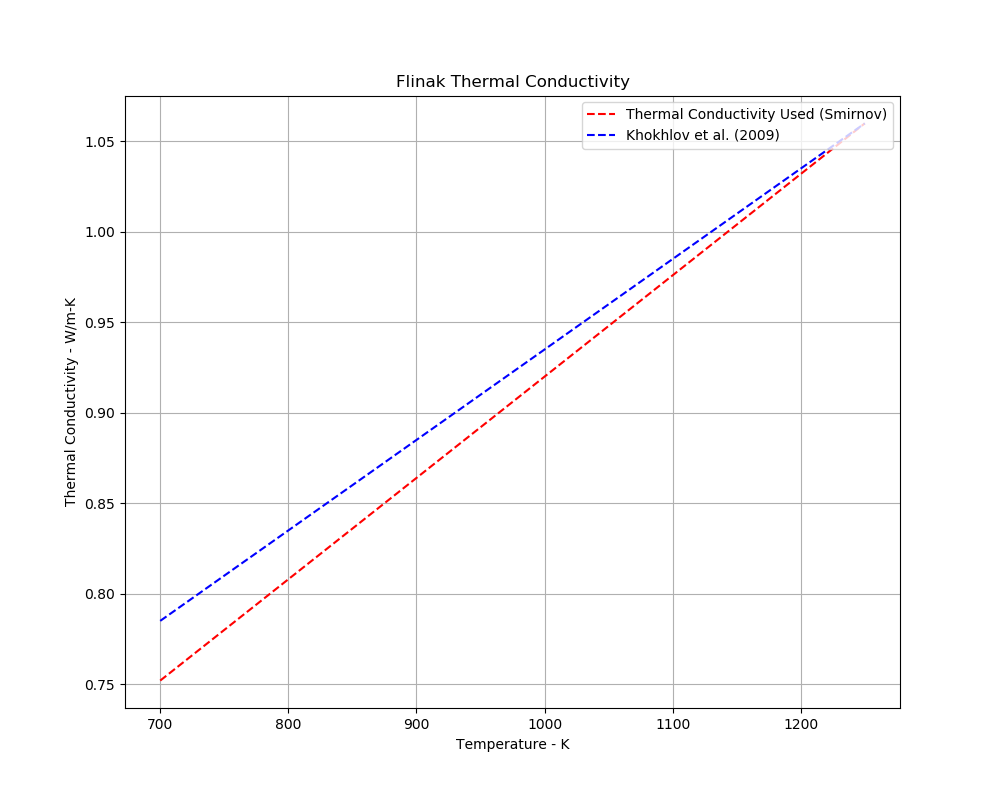 Flinak Thermal Conductivity
Thermal Conductivity Used (Smirnov)
Khokhlov et al. (2009)
Thermal Conductivity - W/m-K
1.05
1.00
0.95
0.90
0.85
0.80
0.75
700 800 900 1000 1100 1200
Temperature - K